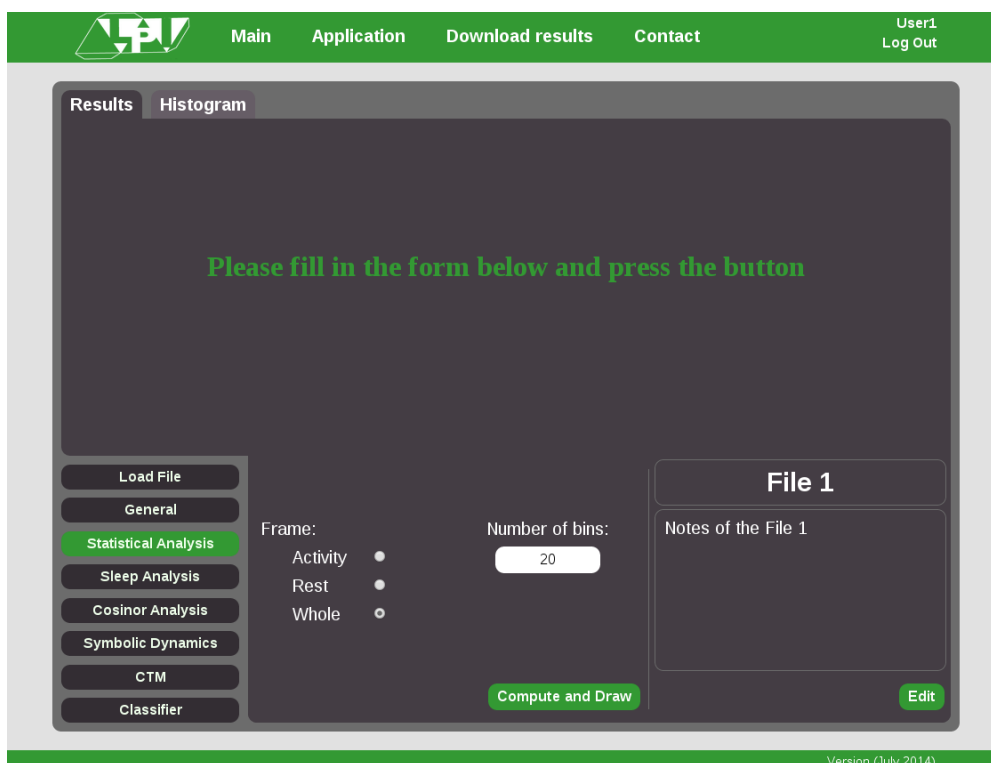 UPV Main Application Download results Contact User1
Log Out
Results Histogram
Please fill in the form below and press the button
Load File
General
Statistical Analysis
Sleep Analysis
Cosinor Analysis
Symbolic Dynamics
CTM
Classifier
Frame:
Activity
Rest
Whole
Number of bins:
20
Compute and Draw
File 1
Notes of the File 1
Edit
Version (July 2014)